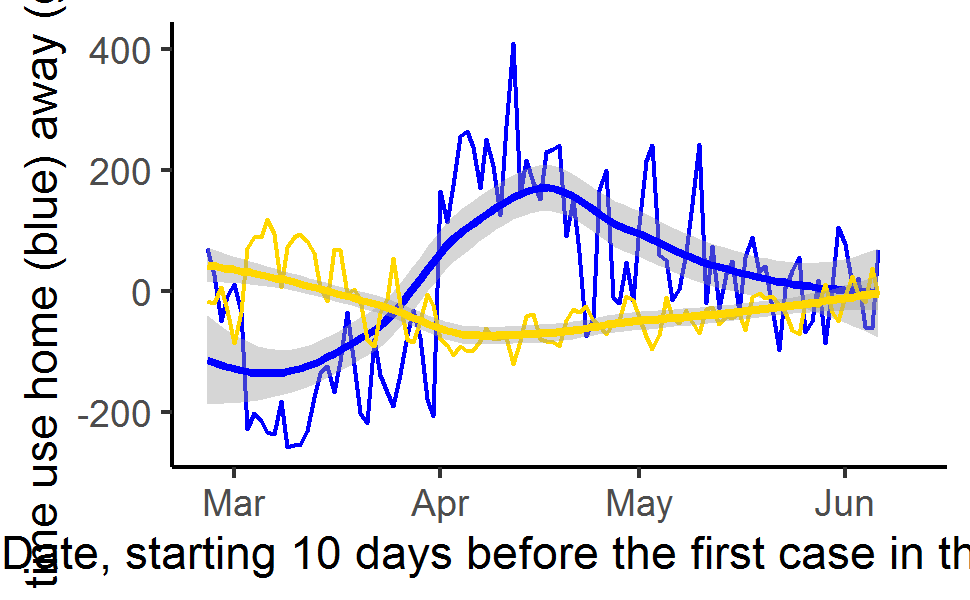 time use home (blue) away (
400
200
0
-200
Mar Apr May Jun
Date, starting 10 days before the first case in th